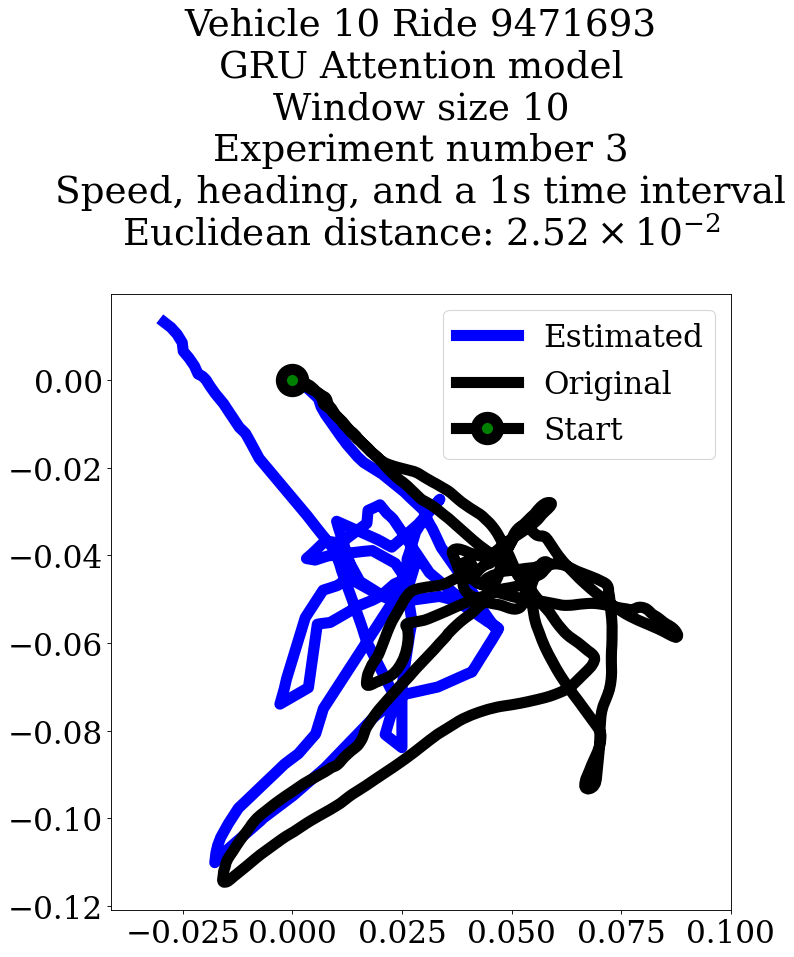 Vehicle 10 Ride 9471693
GRU Attention model
Window size 10
Experiment number 3
Speed, heading, and a 1s time interval
Euclidean distance: 2.52 × 10⁻²
Estimated
Original
Start
0.00
−0.02
−0.04
−0.06
−0.08
−0.10
−0.12
−0.025 0.000 0.025 0.050 0.075 0.100